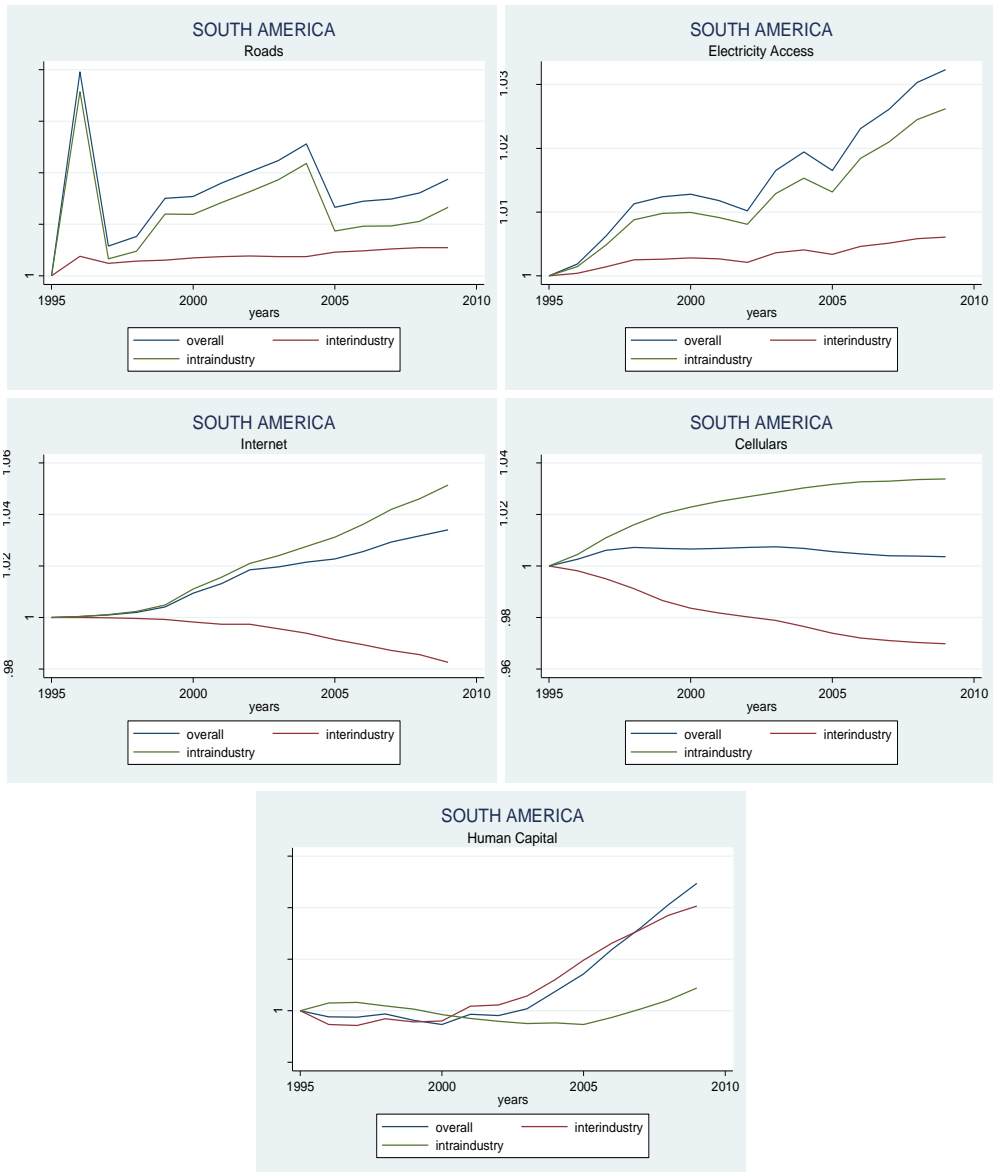 SOUTH AMERICA
Roads
1
1995
2000
2005
2010
years
overall
interindustry
intraindustry
SOUTH AMERICA
Electricity Access
1.03
1.02
1.01
1
1995
2000
2005
2010
years
overall
interindustry
intraindustry
SOUTH AMERICA
Internet
1.06
1.04
1.02
1
.98
1995
2000
2005
2010
years
overall
interindustry
intraindustry
SOUTH AMERICA
Cellulars
1.04
1.02
1
.98
.96
1995
2000
2005
2010
years
overall
interindustry
intraindustry
SOUTH AMERICA
Human Capital
1
1995
2000
2005
2010
years
overall
interindustry
intraindustry